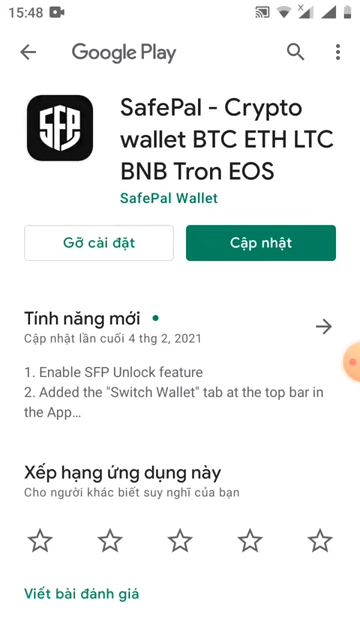 15:48
Google Play
SFP
SafePal - Crypto
wallet BTC ETH LTC
BNB Tron EOS
SafePal Wallet
Gỡ cài đặt
Cập nhật
Tính năng mới
Cập nhật lần cuối 4 thg 2, 2021
1. Enable SFP Unlock feature
2. Added the "Switch Wallet" tab at the top bar in
the App...
Xếp hạng ứng dụng này
Cho người khác biết suy nghĩ của bạn
Viết bài đánh giá